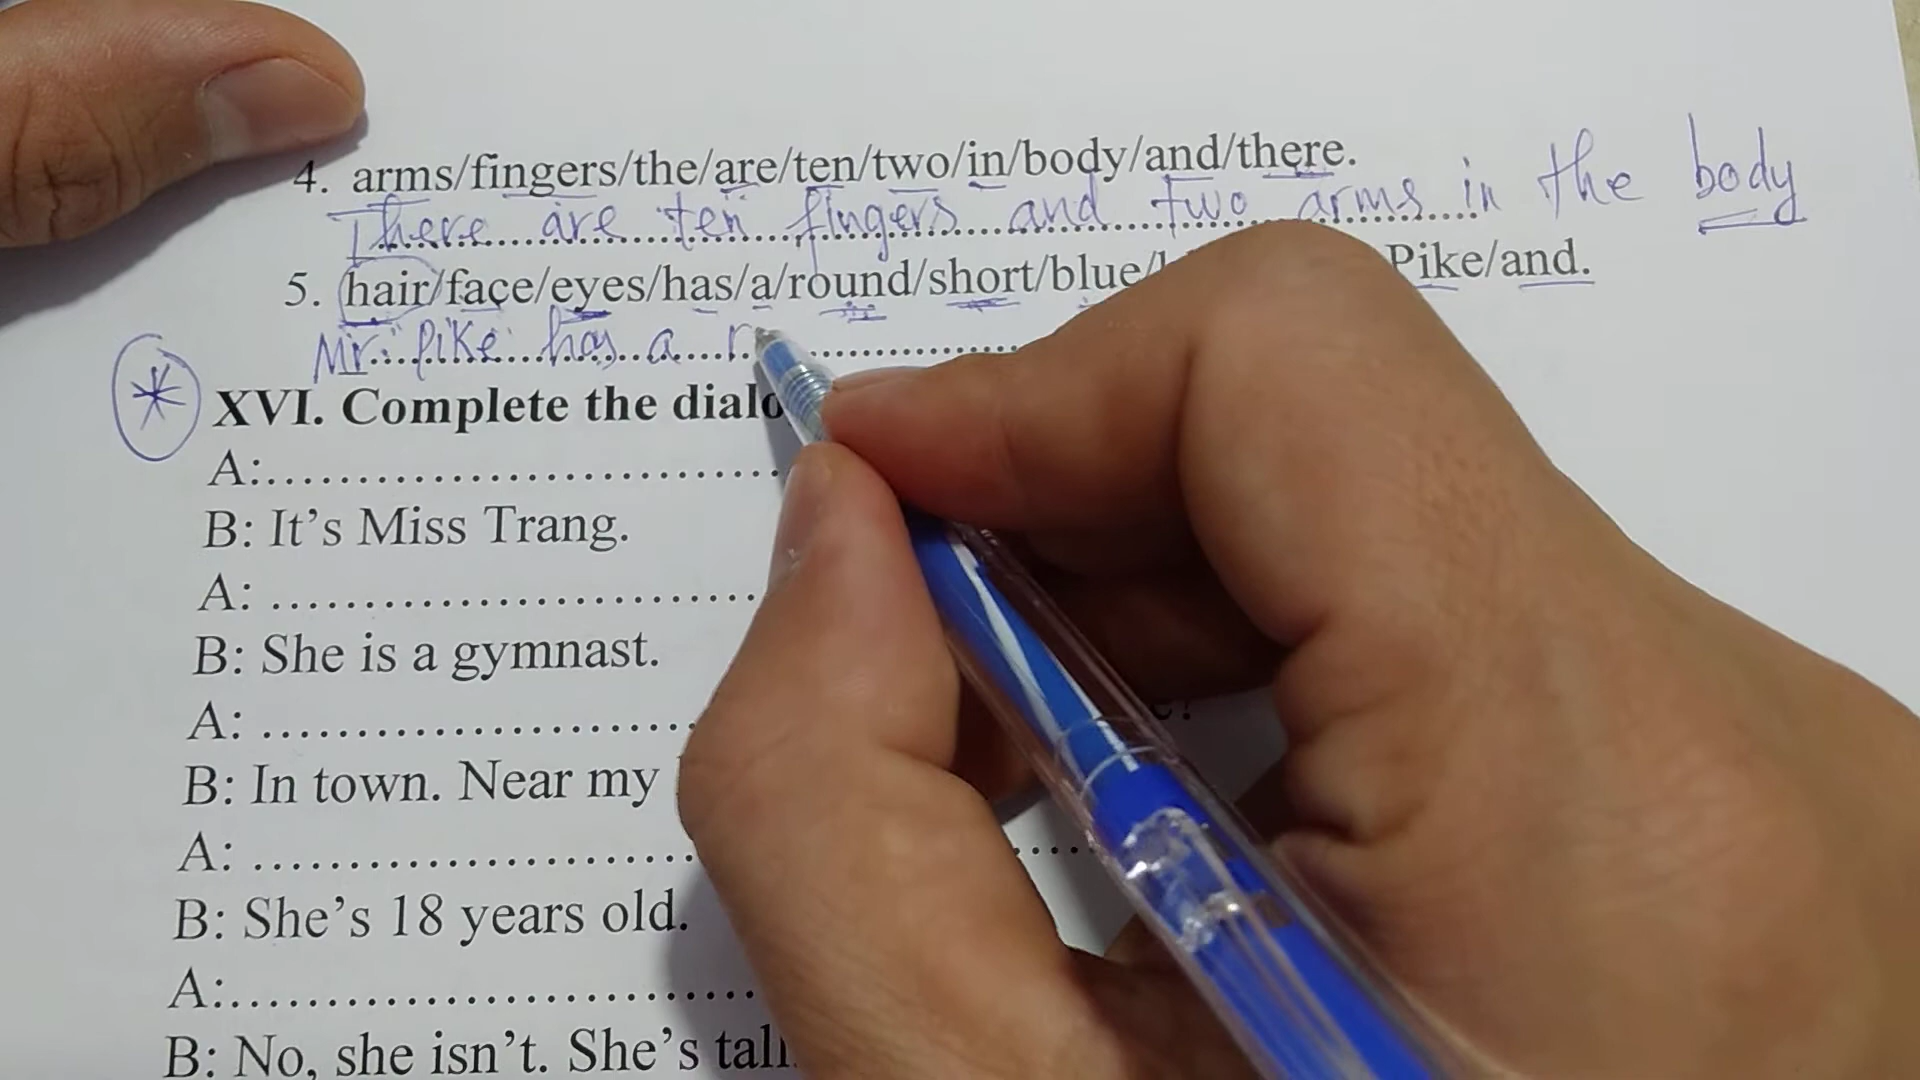 4. arms/fingers/the/are/ten/two/in/body/and/there.
There are ten fingers and two arms in the body
5. hair/face/eyes/has/a/round/short/blue/ Pike/and.
Mr. Pike has a r
XVI. Complete the
A:
B: It's Miss Trang.
A:
B: She is a gymnast.
A:
B: In town. Near my
A:
B: She's 18 years old.
A:
B: No, she isn't. She's tall.